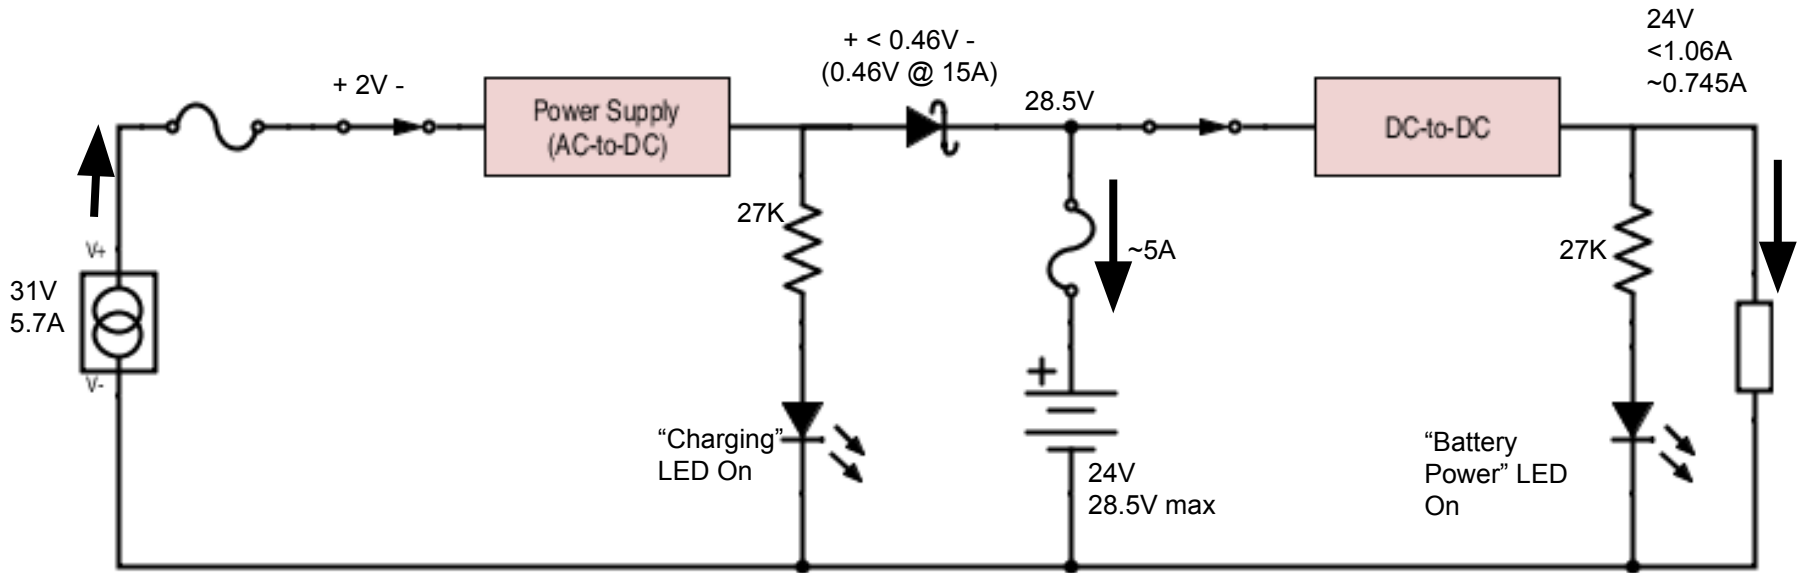 24V
<1.06A
~0.745A
+ < 0.46V -
(0.46V @ 15A)
+ 2V -
28.5V
Power Supply
(AC-to-DC)
DC-to-DC
27K
~5A
27K
V+
31V
5.7A
V-
+
“Charging”
LED On
24V
28.5V max
“Battery
Power” LED
On